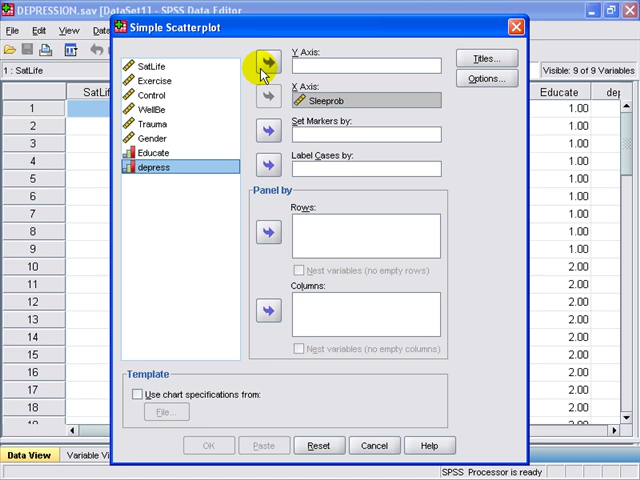 DEPRESSION.sav [DataSet1] - SPSS Data Editor
Simple Scatterplot
File Edit View
1 : SatLife
Visible: 9 of 9 Variables
SatLife
Exercise
Control
WellBe
Trauma
Gender
Educate
depress
Y Axis:
X Axis:
Sleeprob
Set Markers by:
Label Cases by:
Panel by
Rows:
Nest variables (no empty rows)
Columns:
Nest variables (no empty columns)
Titles...
Options...
Template
Use chart specifications from:
File...
OK Paste Reset Cancel Help
Educate
1 1.00
2 1.00
3 1.00
4 1.00
5 1.00
6 1.00
7 1.00
8 1.00
9 1.00
10 2.00
11 2.00
12 2.00
13 2.00
14 2.00
15 2.00
16 2.00
17 2.00
18 2.00
Data View Variable Vi
SPSS Processor is ready